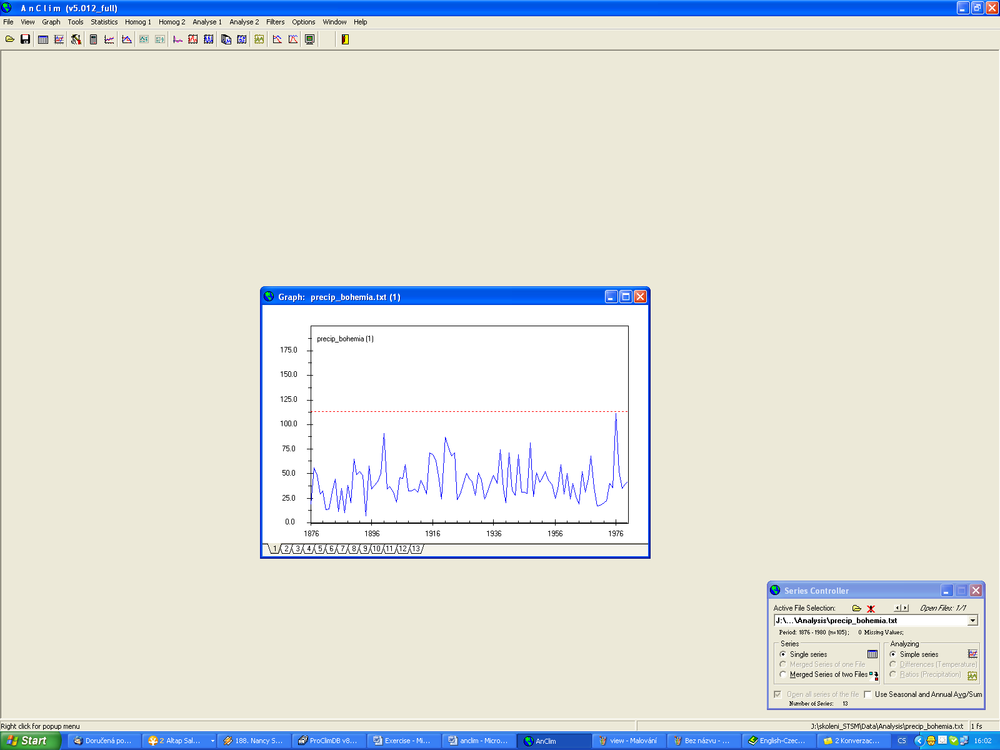 AnClim (v5.012_full)
File View Graph Tools Statistics Homog 1 Homog 2 Analyse 1 Analyse 2 Filters Options Window Help
Graph: precip_bohemia.txt (1)
precip_bohemia (1)
175.0
150.0
125.0
100.0
75.0
50.0
25.0
0.0
1876 1896 1916 1936 1956 1976
1 2 3 4 5 6 7 8 9 10 11 12 13
Series Controller
Active File Selection: Open Files: 1/1
J:\...\Analysis\precip_bohemia.txt
Period: 1876 - 1980 (n=105); 0 Missing Values;
Series Analyzing
Single series Simple series
Merged Series of one File Differences (Temperature)
Merged Series of two Files Ratios (Precipitation)
Open all series of the file Use Seasonal and Annual Avg/Sum
Number of Series: 13
Right click for popup menu J:\skoleni_STSM\Data\Analysis\precip_bohemia.txt 1 fs
Start Doručená po... 2 Altap Sal... 188. Nancy S... ProClimDB v8... Exercise - Mi... anclim - Micro... AnClim view - Malování Bez názvu - ... English-Czec... 2 Konverzac... CS 16:02